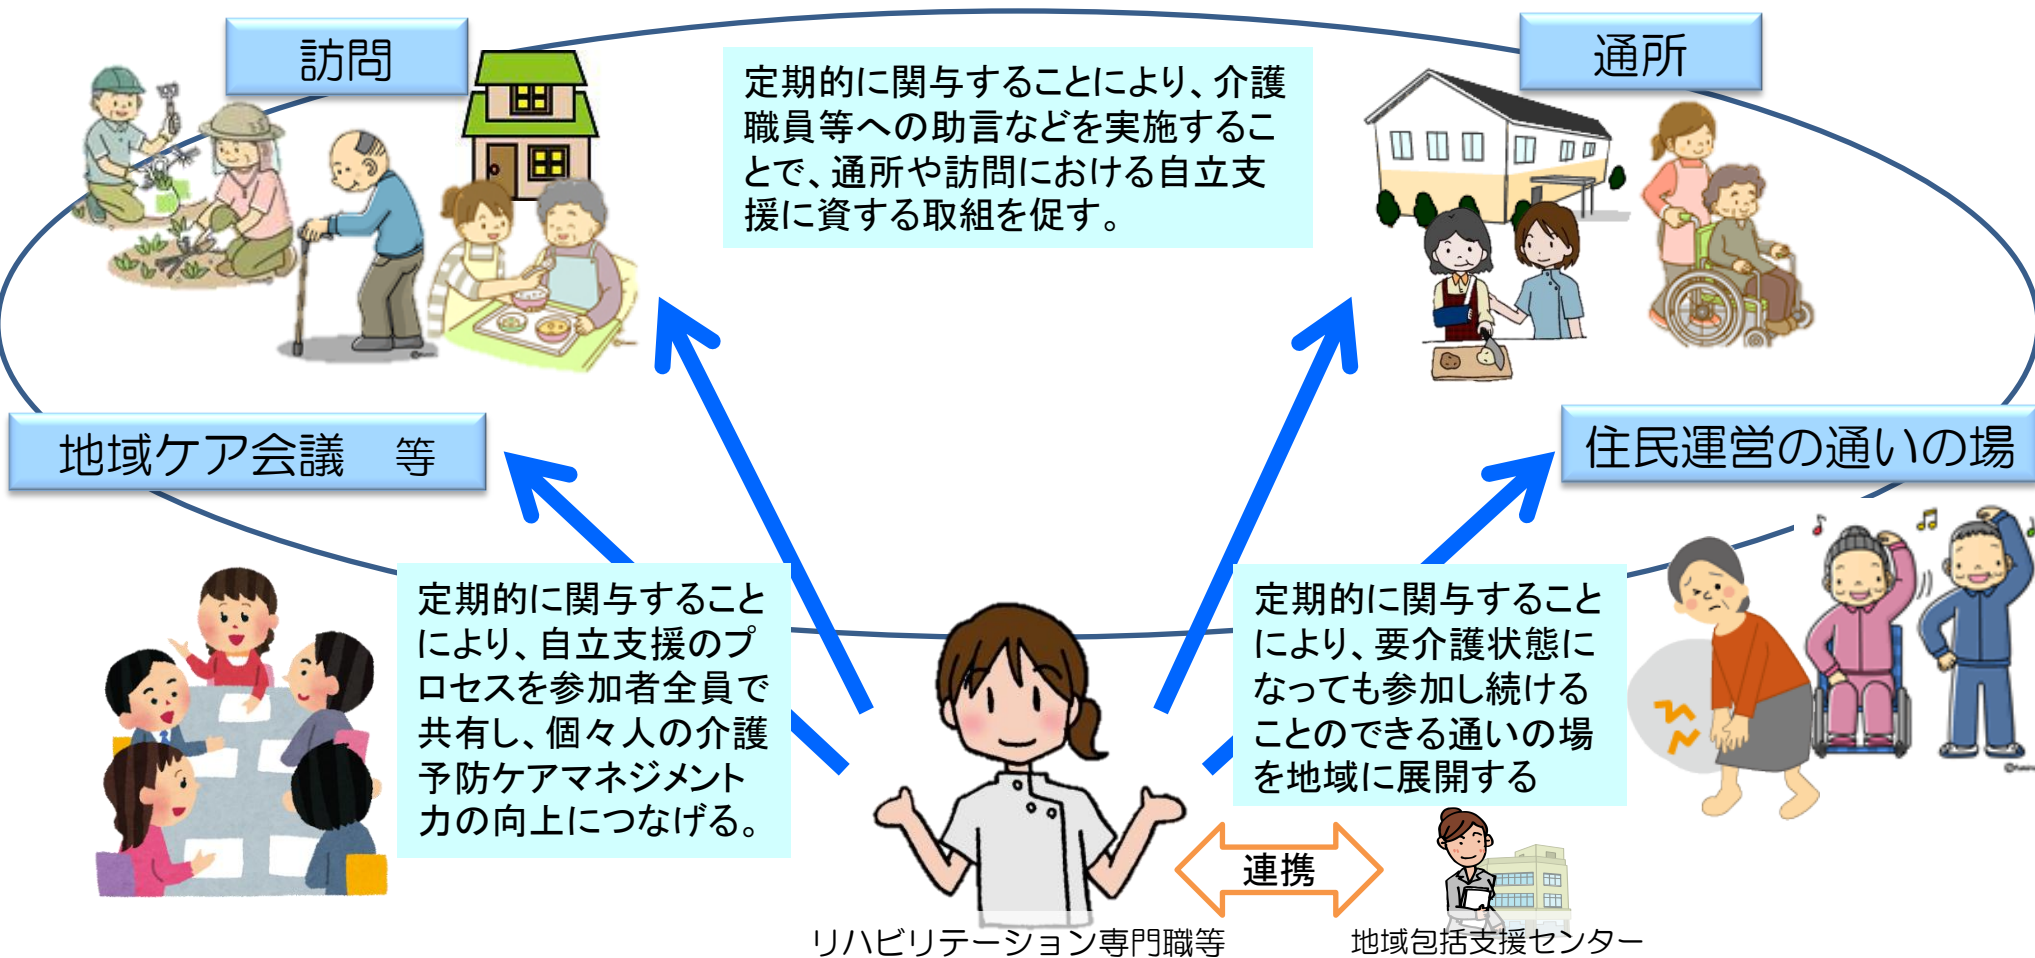 訪問
通所
定期的に関与することにより、介護
職員等への助言などを実施するこ
とで、通所や訪問における自立支
援に資する取組を促す。
地域ケア会議　等
住民運営の通いの場
定期的に関与すること
により、自立支援のプ
ロセスを参加者全員で
共有し、個々人の介護
予防ケアマネジメント
力の向上につなげる。
定期的に関与すること
により、要介護状態に
なっても参加し続ける
ことのできる通いの場
を地域に展開する
連携
リハビリテーション専門職等
地域包括支援センター